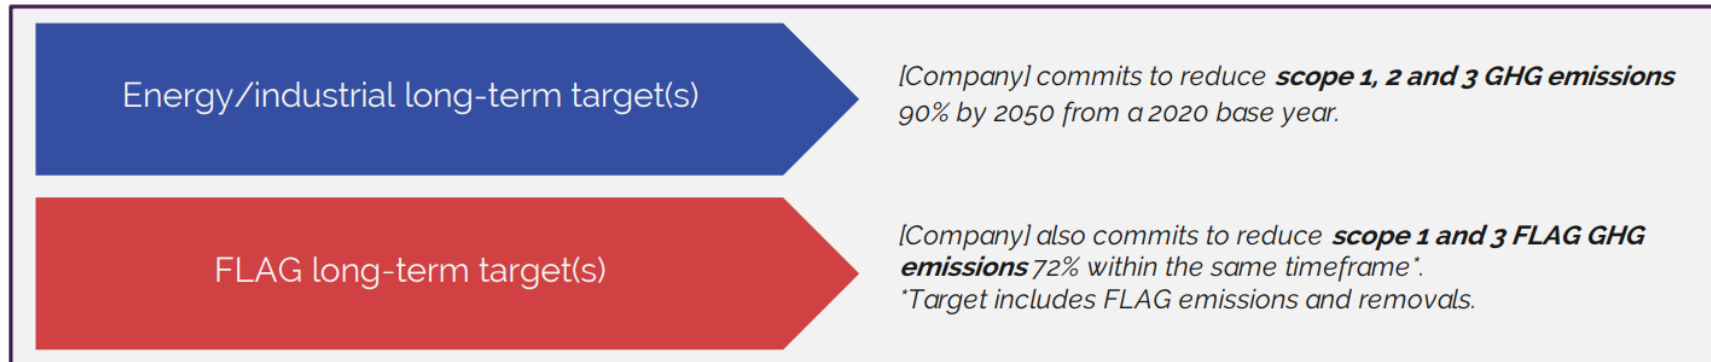 Energy/industrial long-term target(s)
[Company] commits to reduce scope 1, 2 and 3 GHG emissions
90% by 2050 from a 2020 base year.
FLAG long-term target(s)
[Company] also commits to reduce scope 1 and 3 FLAG GHG
emissions 72% within the same timeframe*.
*Target includes FLAG emissions and removals.